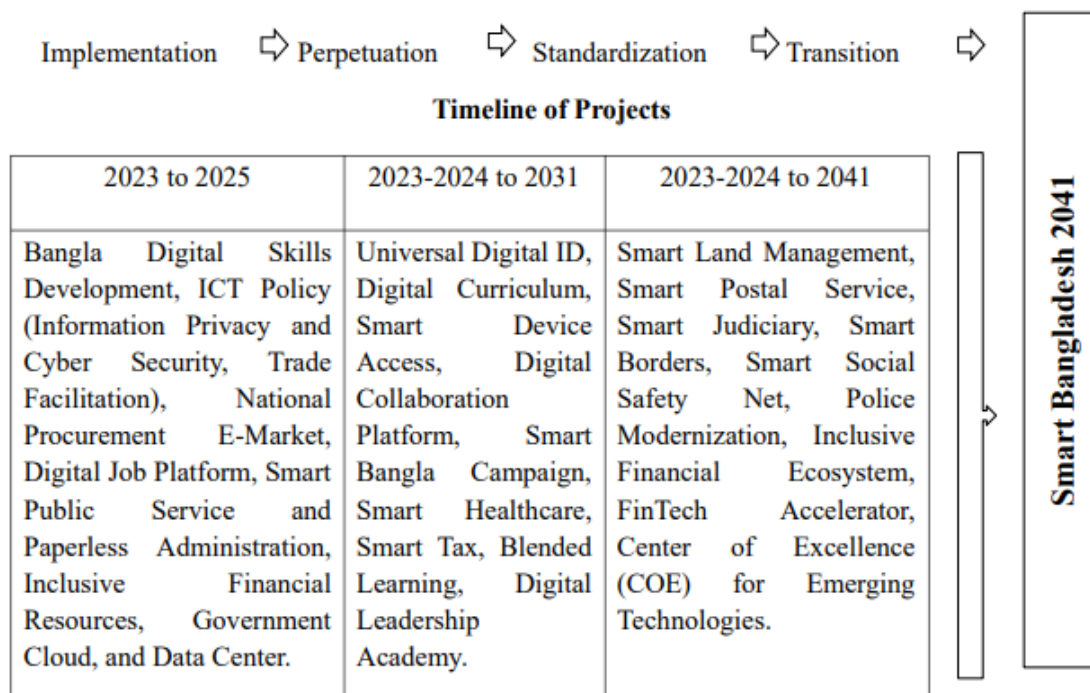 Implementation Perpetuation Standardization Transition
Timeline of Projects
2023 to 2025
Bangla Digital Skills
Development, ICT Policy
(Information Privacy and
Cyber Security, Trade
Facilitation), National
Procurement E-Market,
Digital Job Platform, Smart
Public Service and
Paperless Administration,
Inclusive Financial
Resources, Government
Cloud, and Data Center.
2023-2024 to 2031
Universal Digital ID,
Digital Curriculum,
Smart Device
Access, Digital
Collaboration
Platform, Smart
Bangla Campaign,
Smart Healthcare,
Smart Tax, Blended
Learning, Digital
Leadership
Academy.
2023-2024 to 2041
Smart Land Management,
Smart Postal Service,
Smart Judiciary, Smart
Borders, Smart Social
Safety Net, Police
Modernization, Inclusive
Financial Ecosystem,
FinTech Accelerator,
Center of Excellence
(COE) for Emerging
Technologies.
Smart Bangladesh 2041